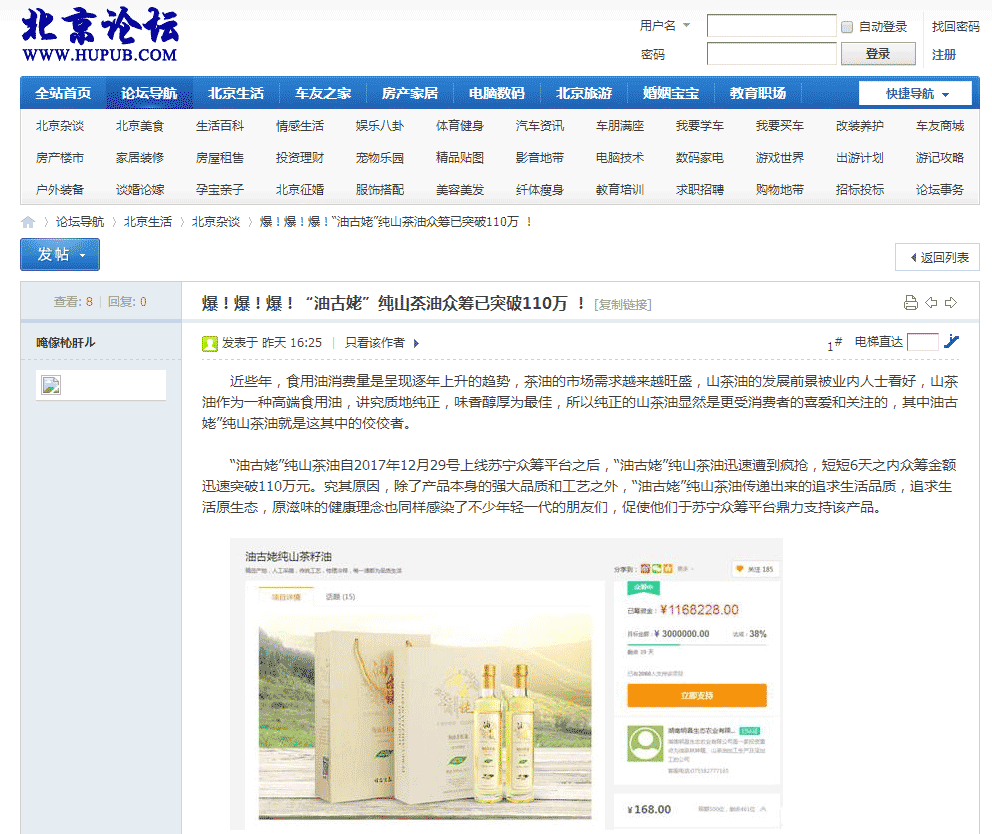 北京论坛
WWW.HUPUB.COM
用户名
自动登录
找回密码
密码
登录
注册
全站首页 论坛导航 北京生活 车友之家 房产家居 电脑数码 北京旅游 婚姻宝宝 教育职场 快捷导航
北京杂谈 北京美食 生活百科 情感生活 娱乐八卦 体育健身 汽车资讯 车朋满座 我要学车 我要买车 改装养护 车友商城
房产楼市 家居装修 房屋租售 投资理财 宠物乐园 精品贴图 影音地带 电脑技术 数码家电 游戏世界 出游计划 游记攻略
户外装备 谈婚论嫁 孕宝亲子 北京征婚 服饰搭配 美容美发 纤体瘦身 教育培训 求职招聘 购物地带 招标投标 论坛事务
论坛导航 北京生活 北京杂谈 爆！爆！爆！“油古姥”纯山茶油众筹已突破110万 ！
发帖
返回列表
查看: 8 | 回复: 0
爆！爆！爆！“油古姥”纯山茶油众筹已突破110万 ！ [复制链接]
发表于 昨天 16:25 | 只看该作者
1# 电梯直达
近些年，食用油消费量是呈现逐年上升的趋势，茶油的市场需求越来越旺盛，山茶油的发展前景被业内人士看好，山茶
油作为一种高端食用油，讲究质地纯正，味香醇厚为最佳，所以纯正的山茶油显然是更受消费者的喜爱和关注的，其中油古
姥”纯山茶油就是这其中的佼佼者。
“油古姥”纯山茶油自2017年12月29号上线苏宁众筹平台之后，“油古姥”纯山茶油迅速遭到疯抢，短短6天之内众筹金额
迅速突破110万元。究其原因，除了产品本身的强大品质和工艺之外，“油古姥”纯山茶油传递出来的追求生活品质，追求生
活原生态，原滋味的健康理念也同样感染了不少年轻一代的朋友们，促使他们于苏宁众筹平台鼎力支持该产品。
油古姥纯山茶籽油
分享到：
关注 185
项目详情 话题 (15)
众筹中
已筹资金：¥1168228.00
目标金额：¥ 3000000.00 达成：38%
立即支持
¥168.00